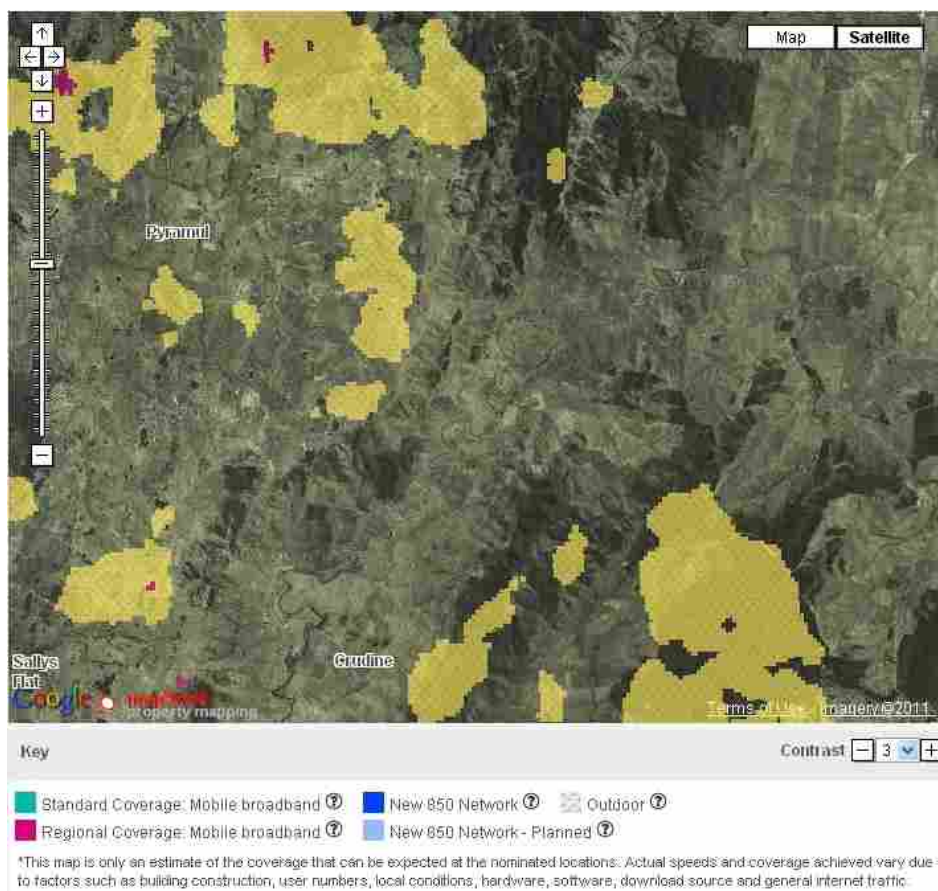 Map Satellite
Pyramul
Sallys
Flat
Grudine
Google
property mapping
Terms of Use Imagery ©2011
Key
Contrast 3
Standard Coverage: Mobile broadband ? New 850 Network ? Outdoor ?
Regional Coverage: Mobile broadband ? New 850 Network - Planned ?
*This map is only an estimate of the coverage that can be expected at the nominated locations. Actual speeds and coverage achieved vary due
to factors such as building construction, user numbers, local conditions, hardware, software, download source and general internet traffic.